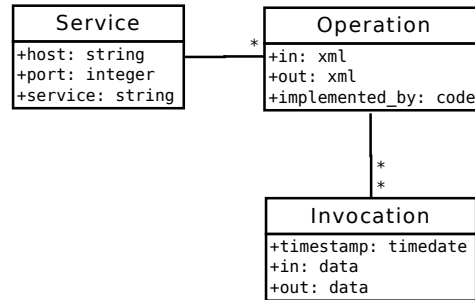 Service
+host: string
+port: integer
+service: string
*
Operation
+in: xml
+out: xml
+implemented_by: code
*
*
Invocation
+timestamp: timedate
+in: data
+out: data